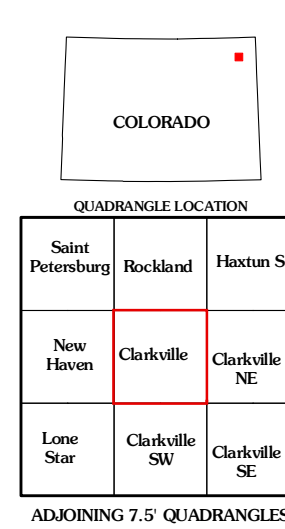 COLORADO
QUADRANGLE LOCATION
Saint
Petersburg
Rockland
Haxtun S
New
Haven
Clarkville
Clarkville
NE
Lone
Star
Clarkville
SW
Clarkville
SE
ADJOINING 7.5' QUADRANGLES